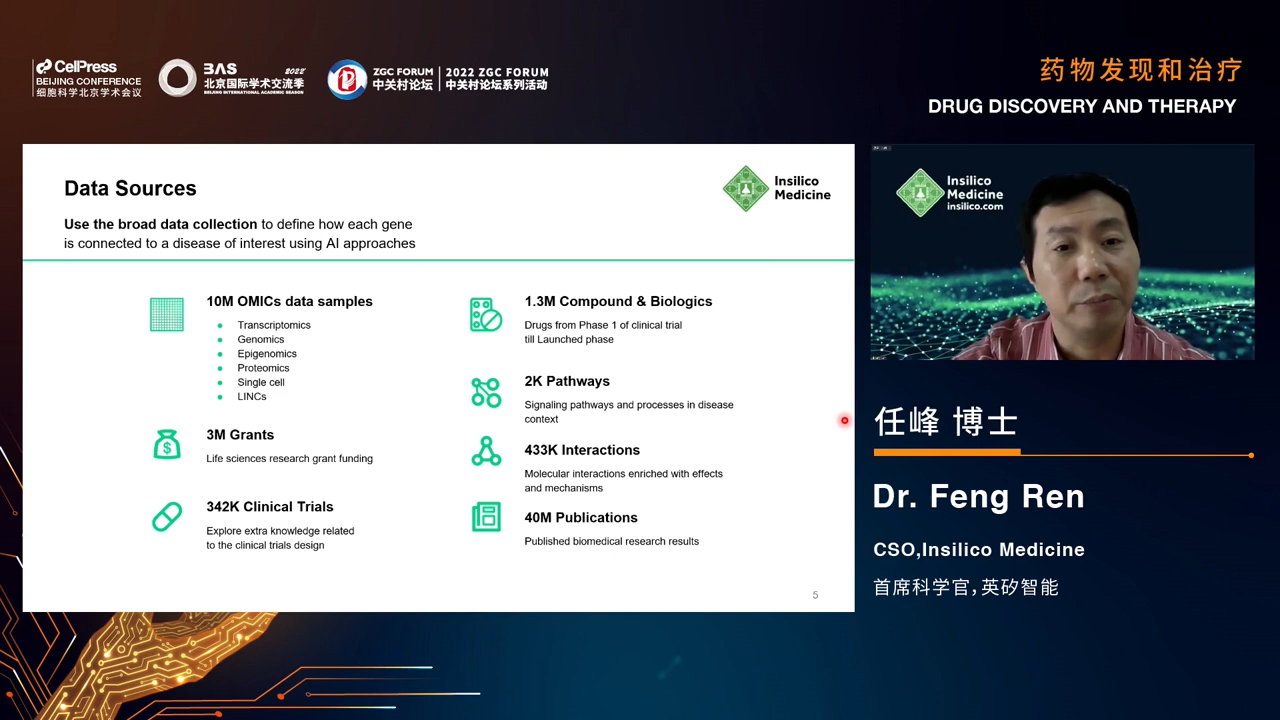 CellPress
BEIJING CONFERENCE
细胞科学北京学术会议
BAS 2022
北京国际学术交流季
BEIJING INTERNATIONAL ACADEMIC SEASON
ZGC FORUM
中关村论坛
2022 ZGC FORUM
中关村论坛系列活动
药物发现和治疗
DRUG DISCOVERY AND THERAPY
Data Sources
Insilico
Medicine
Use the broad data collection to define how each gene
is connected to a disease of interest using AI approaches
10M OMICs data samples
Transcriptomics
Genomics
Epigenomics
Proteomics
Single cell
LINCs
3M Grants
Life sciences research grant funding
342K Clinical Trials
Explore extra knowledge related
to the clinical trials design
1.3M Compound & Biologics
Drugs from Phase 1 of clinical trial
till Launched phase
2K Pathways
Signaling pathways and processes in disease
context
433K Interactions
Molecular interactions enriched with effects
and mechanisms
40M Publications
Published biomedical research results
5
Insilico
Medicine
insilico.com
任峰 博士
Dr. Feng Ren
CSO,Insilico Medicine
首席科学官,英矽智能